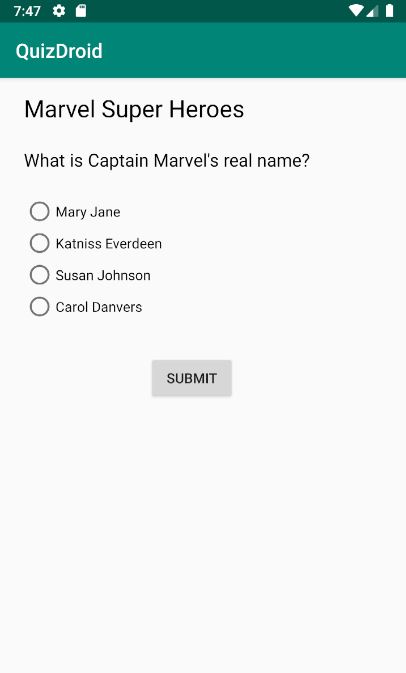 7:47
QuizDroid
Marvel Super Heroes
What is Captain Marvel's real name?
Mary Jane
Katniss Everdeen
Susan Johnson
Carol Danvers
SUBMIT